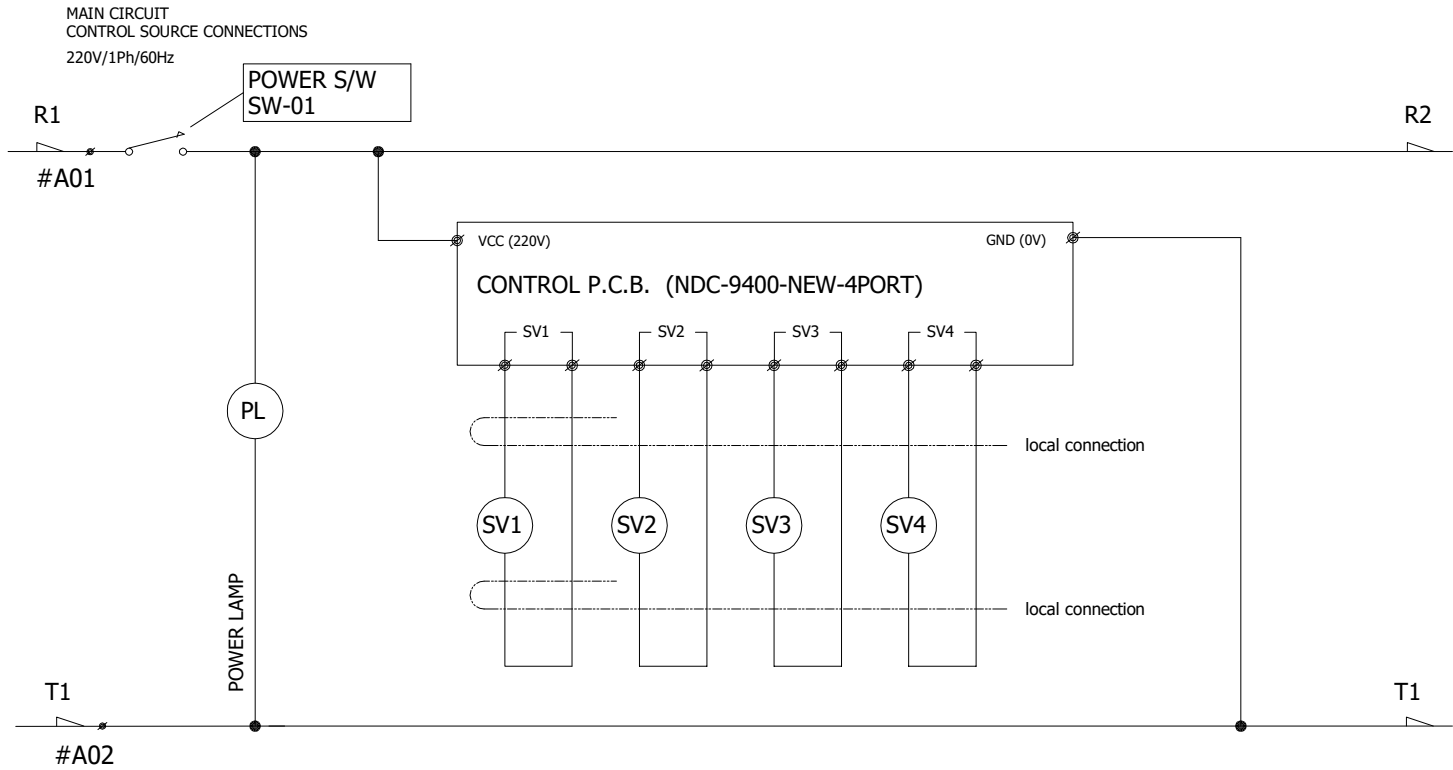 MAIN CIRCUIT
CONTROL SOURCE CONNECTIONS
220V/1Ph/60Hz
POWER S/W
SW-01
R1
R2
#A01
VCC (220V)
GND (0V)
CONTROL P.C.B. (NDC-9400-NEW-4PORT)
SV1
SV2
SV3
SV4
PL
local connection
SV1
SV2
SV3
SV4
POWER LAMP
local connection
T1
T1
#A02